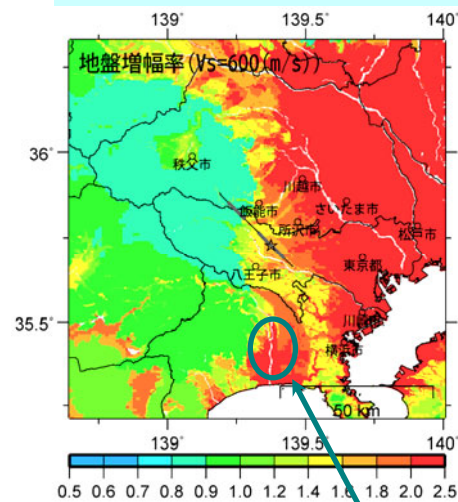 139° 139.5° 140°
地盤増幅率(Vs=600(m/s))
36°
秩父市
川越市
飯能市
さいたま市
所沢市
松戸市
東京都
王子市
35.5°
川崎市
横浜市
50 km
139° 139.5° 140°
0.5 0.6 0.8 0.9 1.0 1.2 1.4 1.6 1.8 2.0 2.5